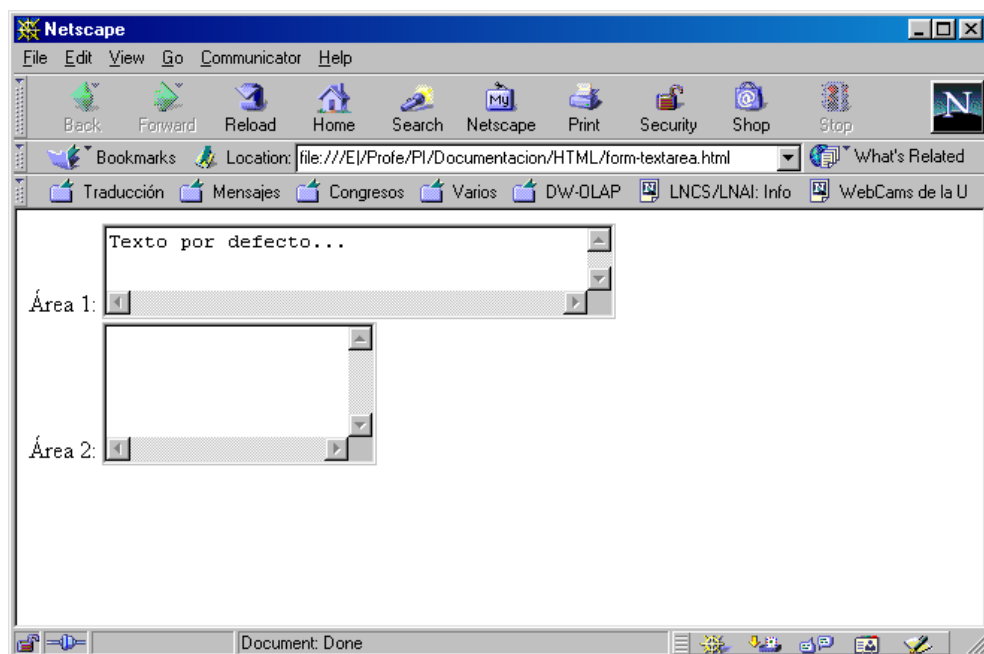 Netscape
File Edit View Go Communicator Help
Back Forward Reload Home Search My Netscape Print Security Shop Stop N
Bookmarks Location: file:///E|/Profe/PI/Documentacion/HTML/form-textarea.html What's Related
Traducción Mensajes Congresos Varios DW-OLAP LNCS/LNAI: Info WebCams de la U
Texto por defecto...
Área 1:
Área 2:
Document: Done